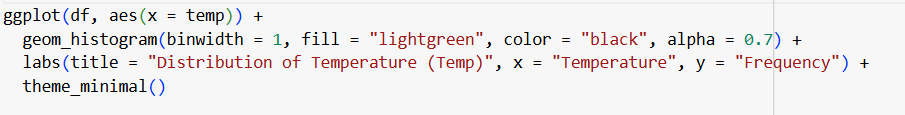 ggplot(df, aes(x = temp)) +
  geom_histogram(binwidth = 1, fill = "lightgreen", color = "black", alpha = 0.7) +
  labs(title = "Distribution of Temperature (Temp)", x = "Temperature", y = "Frequency") +
  theme_minimal()